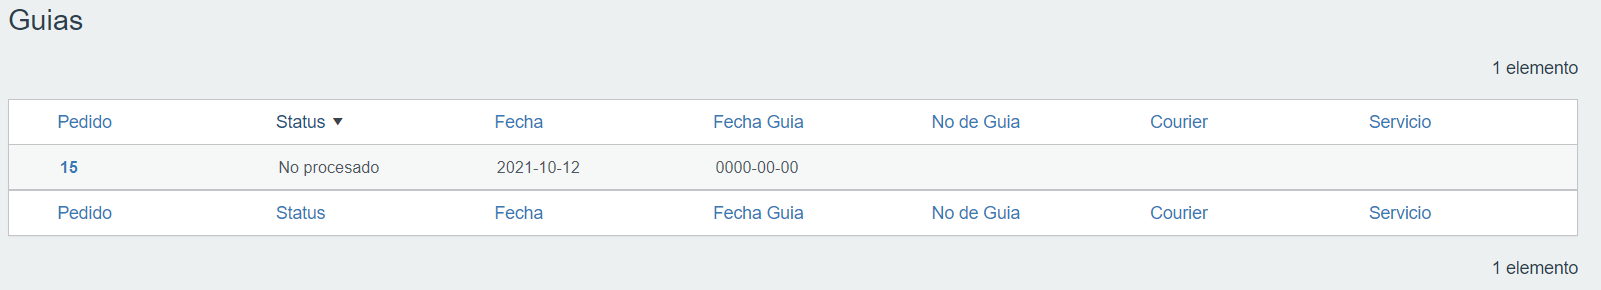 Guias
1 elemento
Pedido Status Fecha Fecha Guia No de Guia Courier Servicio
15 No procesado 2021-10-12 0000-00-00
Pedido Status Fecha Fecha Guia No de Guia Courier Servicio
1 elemento